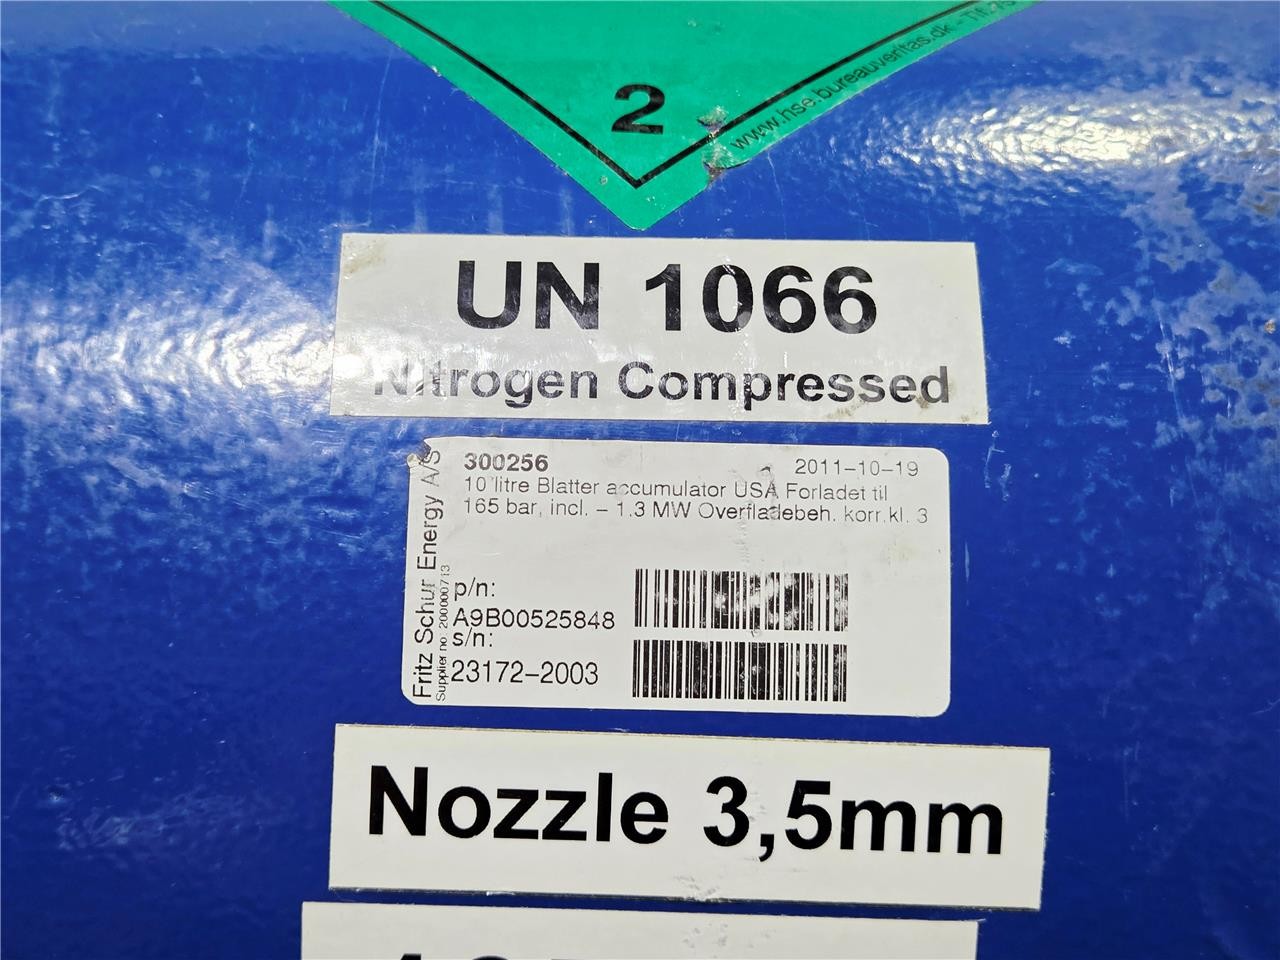 2
www.hse.bureauveritas.dk - Tlf.
UN 1066
Nitrogen Compressed
Fritz Schur Energy A/S
Supplier no: 200000713
300256
2011-10-19
10 litre Blatter accumulator USA Forladet til
165 bar, incl. - 1.3 MW Overfladebeh. korr.kl. 3
p/n:
A9B00525848
s/n:
23172-2003
Nozzle 3,5mm